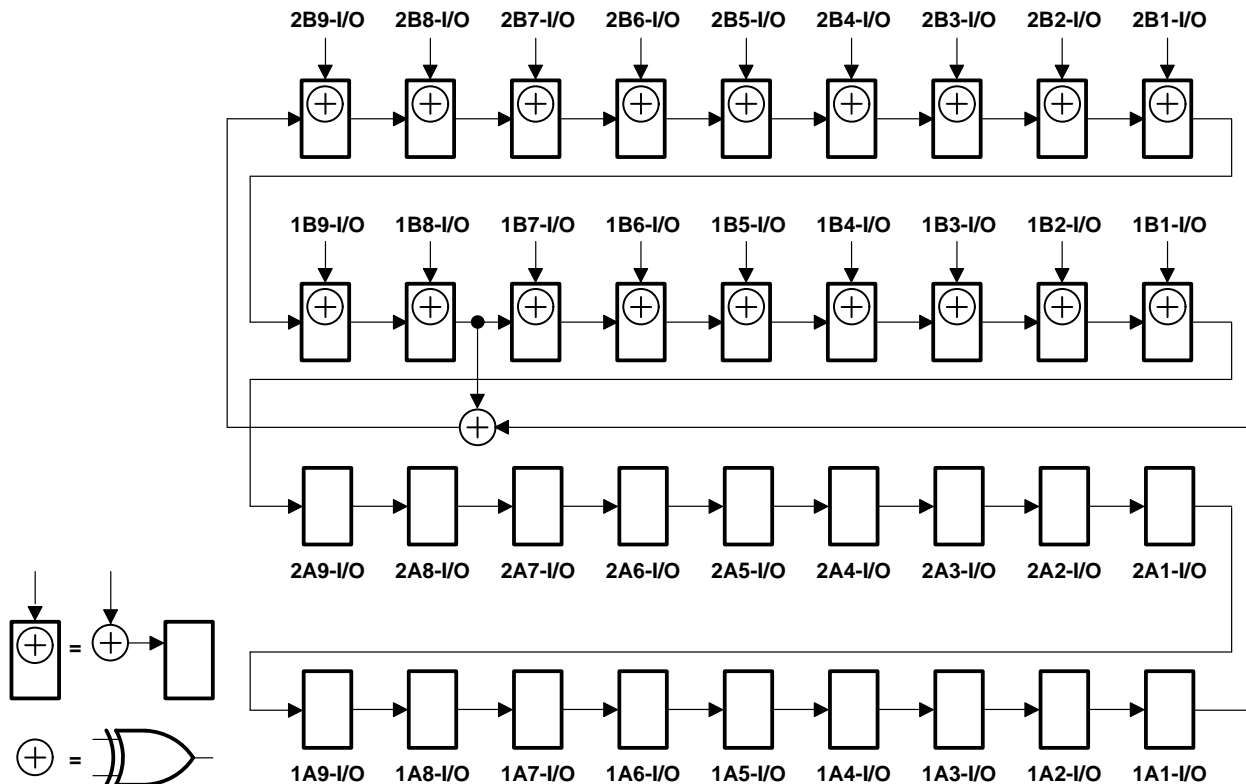 2B9-I/O 2B8-I/O 2B7-I/O 2B6-I/O 2B5-I/O 2B4-I/O 2B3-I/O 2B2-I/O 2B1-I/O
1B9-I/O 1B8-I/O 1B7-I/O 1B6-I/O 1B5-I/O 1B4-I/O 1B3-I/O 1B2-I/O 1B1-I/O
2A9-I/O 2A8-I/O 2A7-I/O 2A6-I/O 2A5-I/O 2A4-I/O 2A3-I/O 2A2-I/O 2A1-I/O
=
=
1A9-I/O 1A8-I/O 1A7-I/O 1A6-I/O 1A5-I/O 1A4-I/O 1A3-I/O 1A2-I/O 1A1-I/O